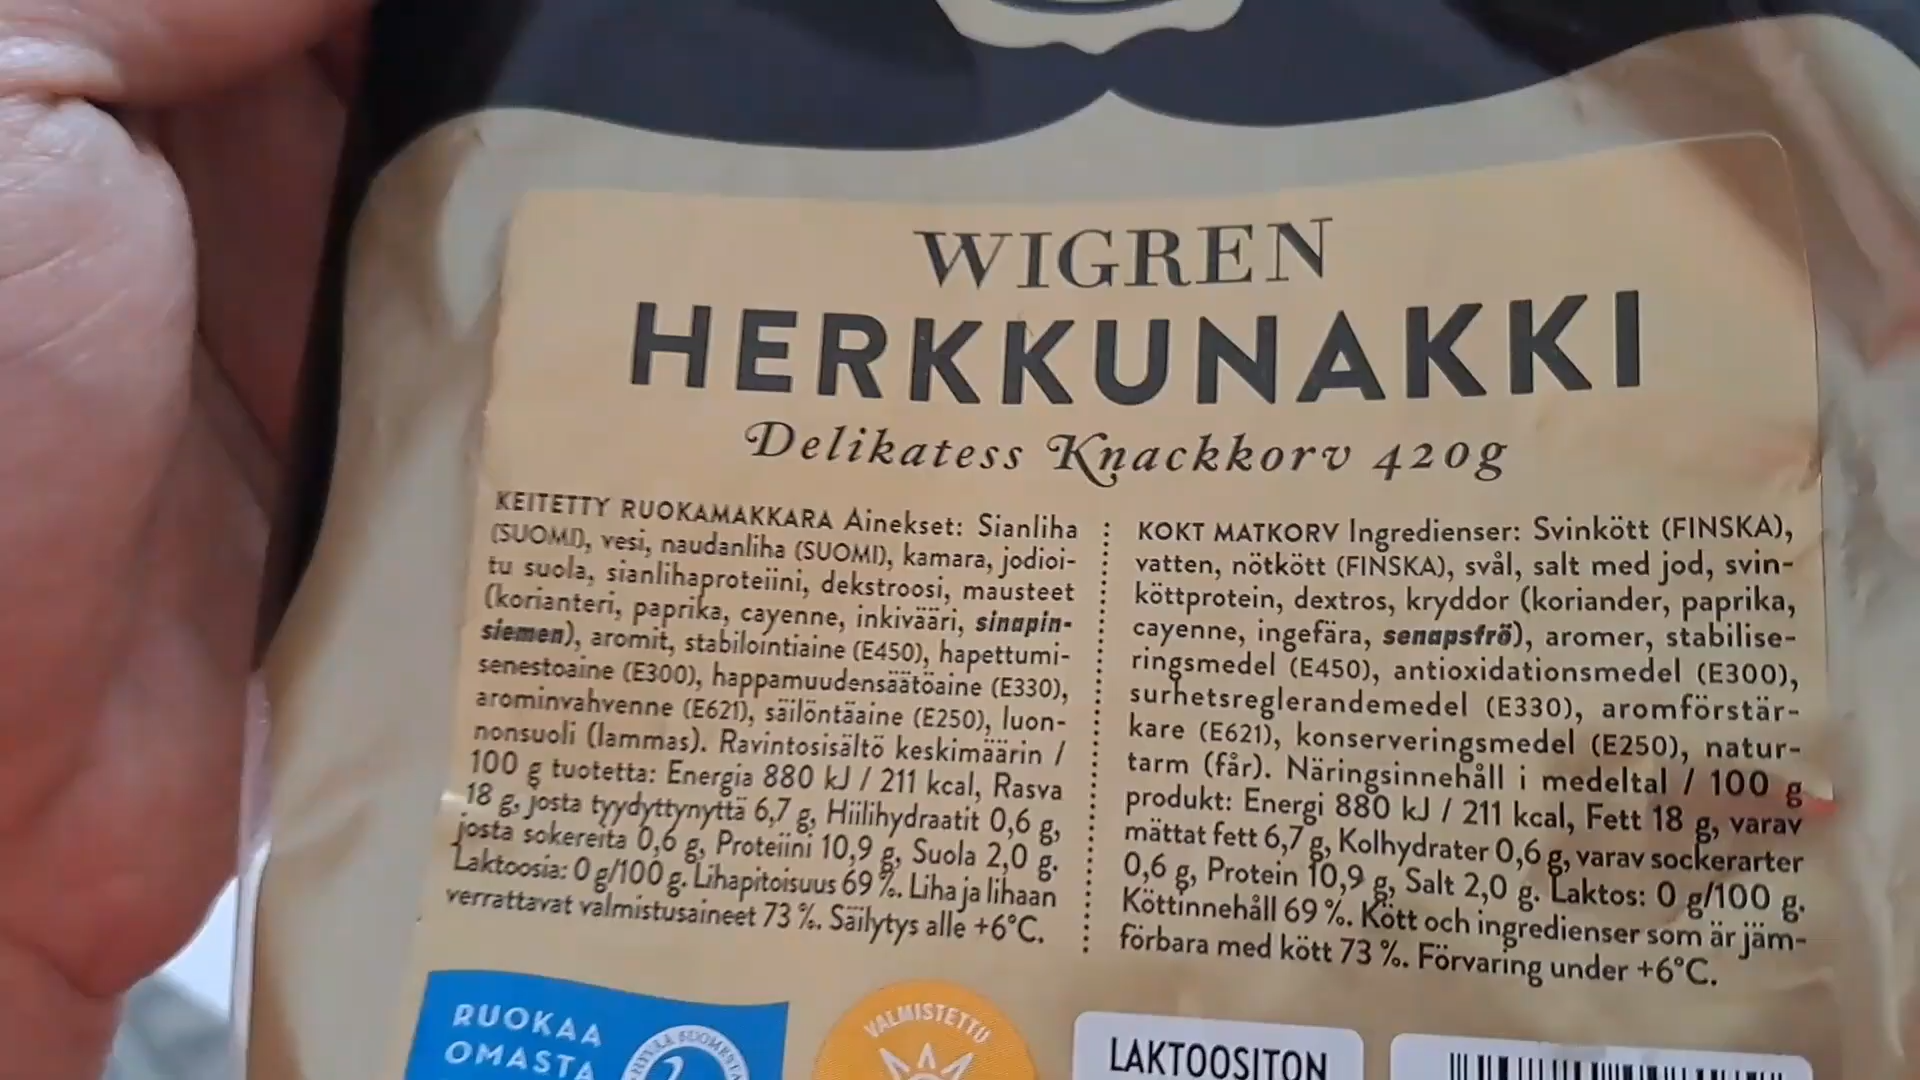 WIGREN
HERKKUNAKKI
Delikatess Knackkorv 420g
KEITETTY RUOKAMAKKARA Ainekset: Sianliha
(SUOMI), vesi, naudanliha (SUOMI), kamara, jodioi-
tu suola, sianlihaproteiini, dekstroosi, mausteet
(korianteri, paprika, cayenne, inkivääri, sinapin-
siemen), aromit, stabilointiaine (E450), hapettumi-
senestoaine (E300), happamuudensäätöaine (E330),
arominvahvenne (E621), säilöntäaine (E250), luon-
nonsuoli (lammas). Ravintosisältö keskimäärin /
100 g tuotetta: Energia 880 kJ / 211 kcal, Rasva
18 g, josta tyydyttynyttä 6,7 g, Hiilihydraatit 0,6 g,
josta sokereita 0,6 g, Proteiini 10,9 g, Suola 2,0 g.
Laktoosia: 0 g/100 g. Lihapitoisuus 69 %. Liha ja lihaan
verrattavat valmistusaineet 73 %. Säilytys alle +6°C.
KOKT MATKORV Ingredienser: Svinkött (FINSKA),
vatten, nötkött (FINSKA), svål, salt med jod, svin-
köttprotein, dextros, kryddor (koriander, paprika,
cayenne, ingefära, senapsfrö), aromer, stabilise-
ringsmedel (E450), antioxidationsmedel (E300),
surhetsreglerandemedel (E330), aromförstär-
kare (E621), konserveringsmedel (E250), natur-
tarm (får). Näringsinnehåll i medeltal / 100 g
produkt: Energi 880 kJ / 211 kcal, Fett 18 g, varav
mättat fett 6,7 g, Kolhydrater 0,6 g, varav sockerarter
0,6 g, Protein 10,9 g, Salt 2,0 g. Laktos: 0 g/100 g.
Köttinnehåll 69 %. Kött och ingredienser som är jäm-
förbara med kött 73 %. Förvaring under +6°C.
RUOKAA
OMASTA
VALMISTETTU
LAKTOOSITON